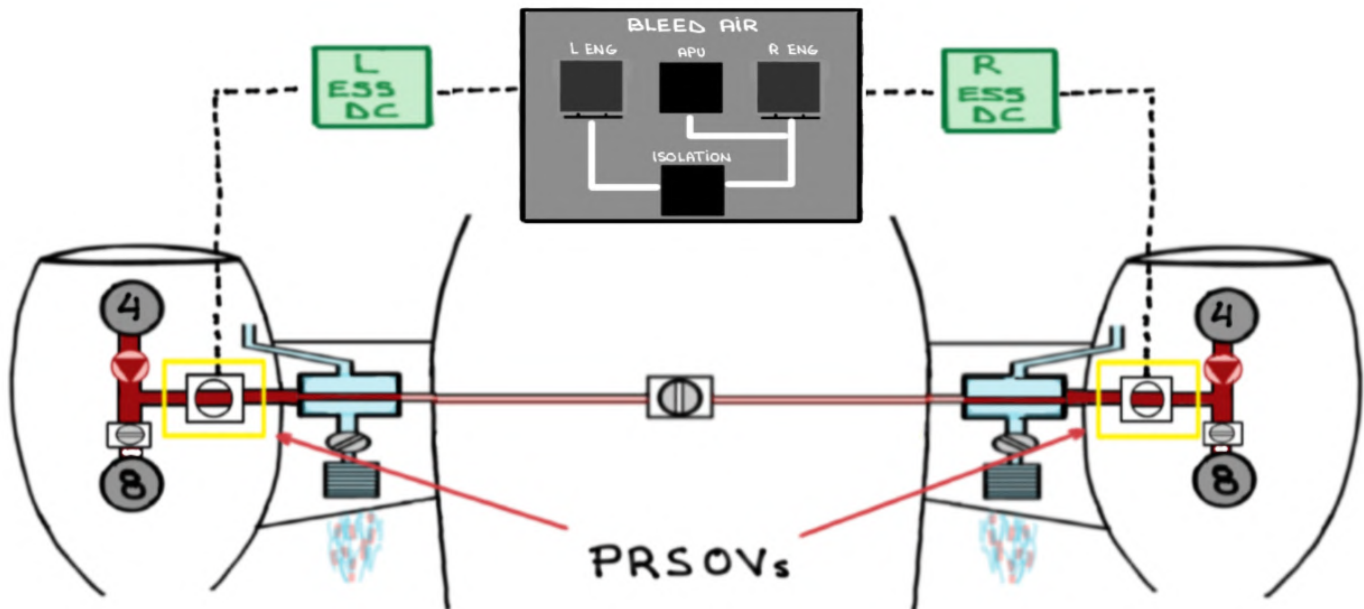 BLEED AIR
L ENG
APU
R ENG
ISOLATION
L
ESS
DC
R
ESS
DC
4
8
4
8
PRSOVs